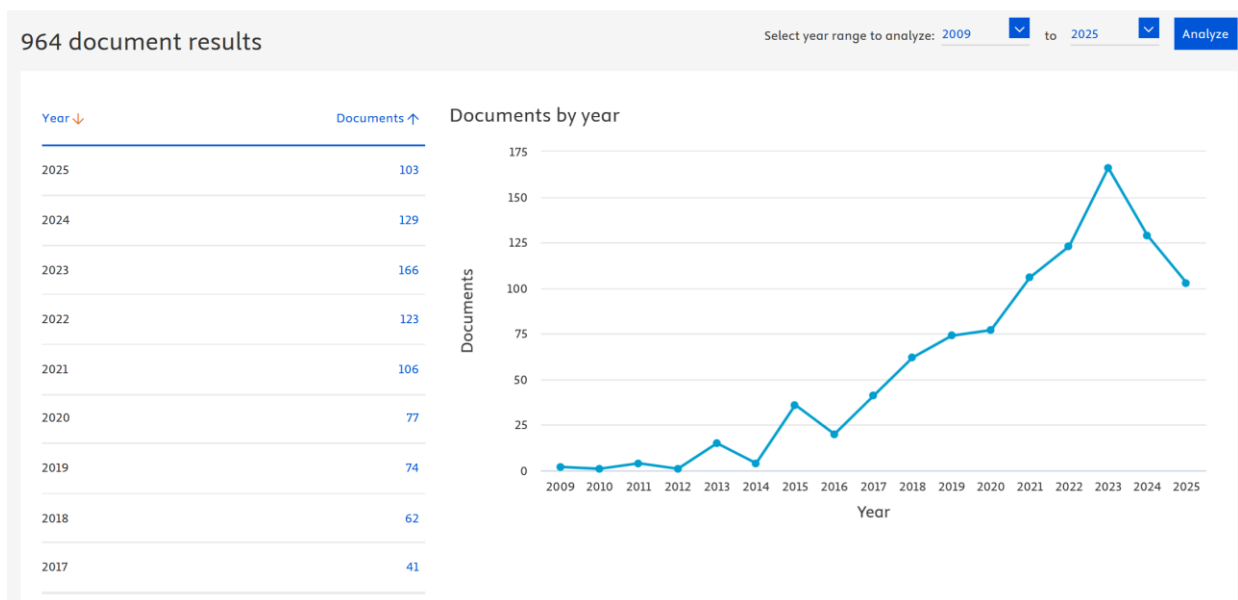 964 document results
Select year range to analyze: 2009 to 2025 Analyze
Year Documents
2025 103
2024 129
2023 166
2022 123
2021 106
2020 77
2019 74
2018 62
2017 41
Documents by year
175
150
125
100
75
50
25
0
Documents
2009 2010 2011 2012 2013 2014 2015 2016 2017 2018 2019 2020 2021 2022 2023 2024 2025
Year